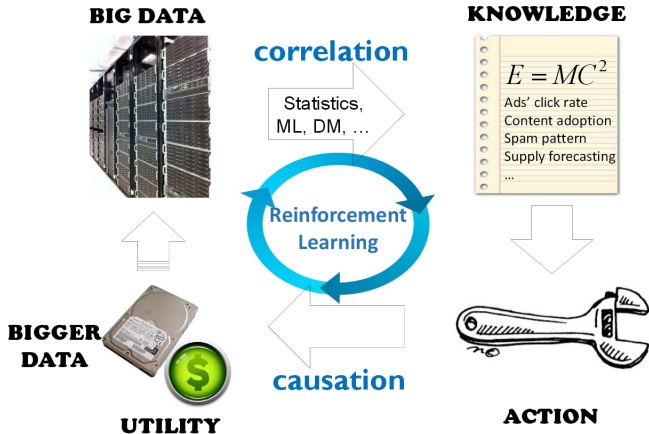 BIG DATA
KNOWLEDGE
correlation
Statistics,
ML, DM, …
E = MC²
Ads' click rate
Content adoption
Spam pattern
Supply forecasting
…
Reinforcement
Learning
BIGGER
DATA
$
causation
UTILITY
ACTION